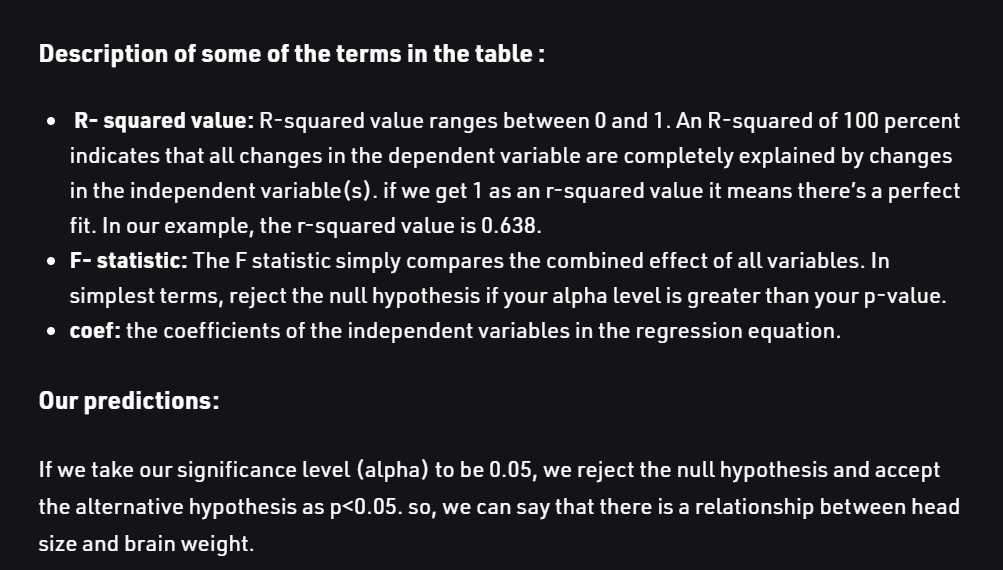 Description of some of the terms in the table :
• R- squared value: R-squared value ranges between 0 and 1. An R-squared of 100 percent
indicates that all changes in the dependent variable are completely explained by changes
in the independent variable(s). if we get 1 as an r-squared value it means there’s a perfect
fit. In our example, the r-squared value is 0.638.
• F- statistic: The F statistic simply compares the combined effect of all variables. In
simplest terms, reject the null hypothesis if your alpha level is greater than your p-value.
• coef: the coefficients of the independent variables in the regression equation.
Our predictions:
If we take our significance level (alpha) to be 0.05, we reject the null hypothesis and accept
the alternative hypothesis as p<0.05. so, we can say that there is a relationship between head
size and brain weight.